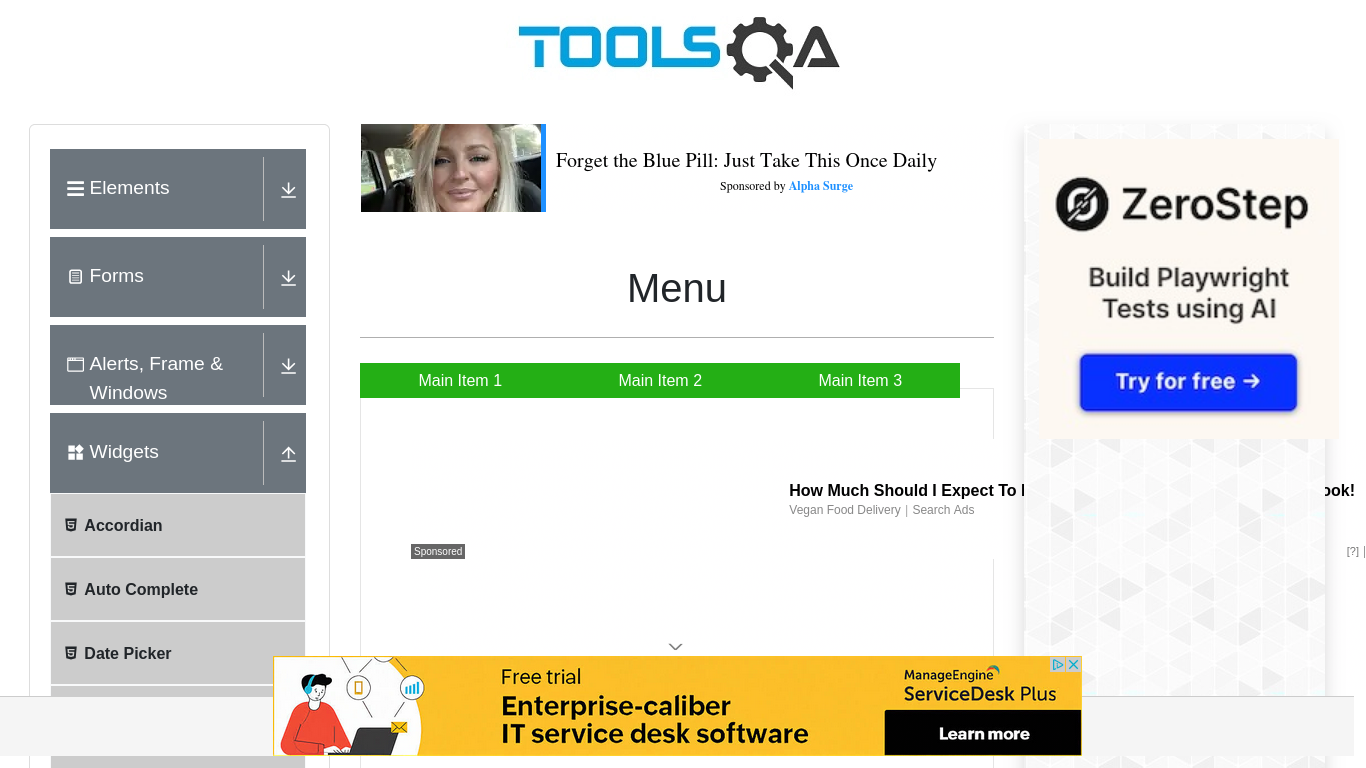 TOOLSQA
Elements
Forms
Alerts, Frame &
Windows
Widgets
Accordian
Auto Complete
Date Picker
Forget the Blue Pill: Just Take This Once Daily
Sponsored by Alpha Surge
Menu
Main Item 1
Main Item 2
Main Item 3
How Much Should I Expect To
ook!
Vegan Food Delivery | Search Ads
Sponsored
[?]
ZeroStep
Build Playwright
Tests using AI
Try for free →
Free trial
Enterprise-caliber
IT service desk software
ManageEngine
ServiceDesk Plus
Learn more